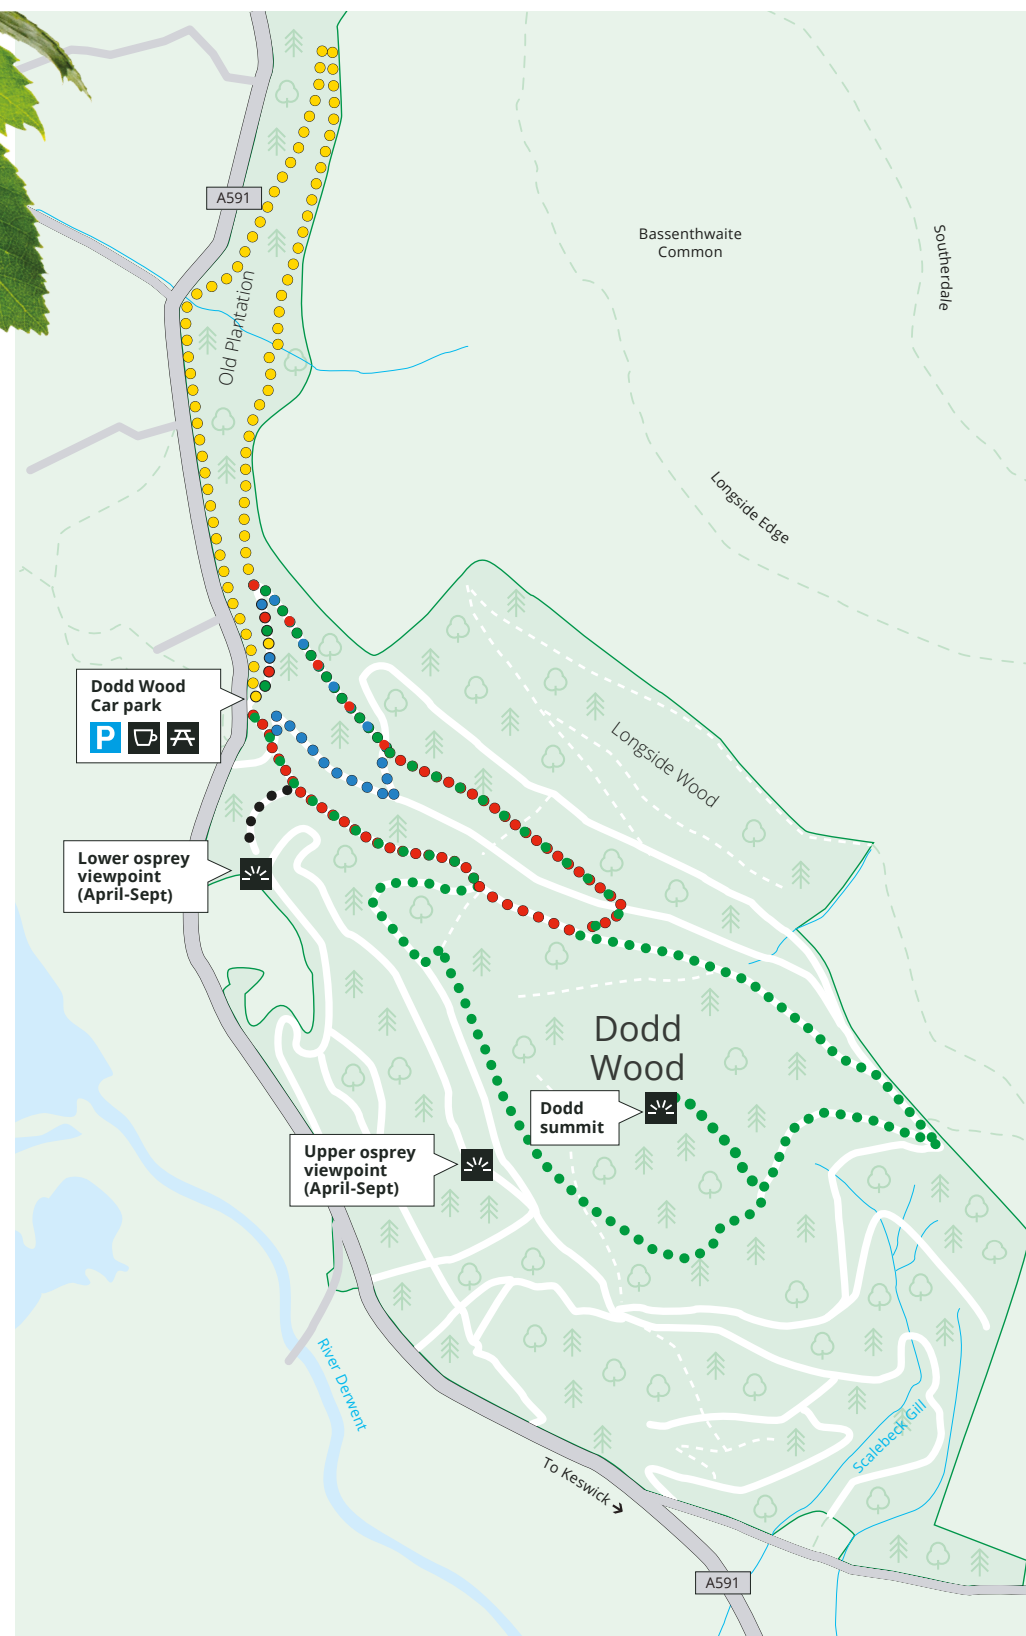 A591
Bassenthwaite
Common
Southerdale
Old Plantation
Longside Edge
Dodd Wood
Car park
P
Longside Wood
Lower osprey
viewpoint
(April-Sept)
Dodd
Wood
Dodd
summit
Upper osprey
viewpoint
(April-Sept)
River Derwent
Scalebeck Gill
To Keswick
A591